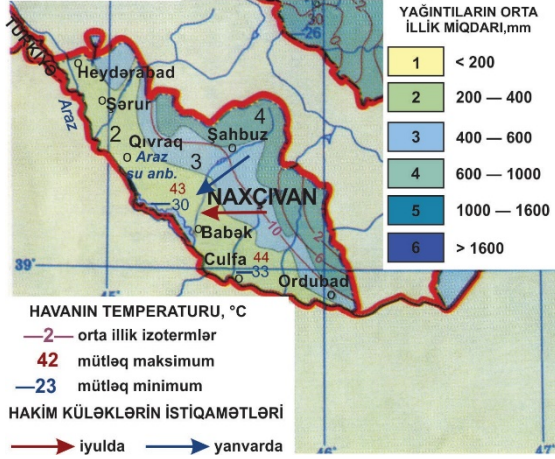 YAĞINTILARIN ORTA
İLLİK MİQDARI,mm
1 < 200
2 200 — 400
3 400 — 600
4 600 — 1000
5 1000 — 1600
6 > 1600
TÜRKİYƏ
30
-26
Heydərabad
Şərur
Araz
2
Qıvraq
Araz
su anb.
3
4
Şahbuz
43
—30
NAXÇIVAN
Babək
10
2
6
Culfa
44
—33
Ordubad
39°
45°
46°
47°
HAVANIN TEMPERATURU, °C
—2— orta illik izotermlər
42 mütləq maksimum
—23 mütləq minimum
HAKİM KÜLƏKLƏRİN İSTİQAMƏTLƏRİ
iyulda
yanvarda